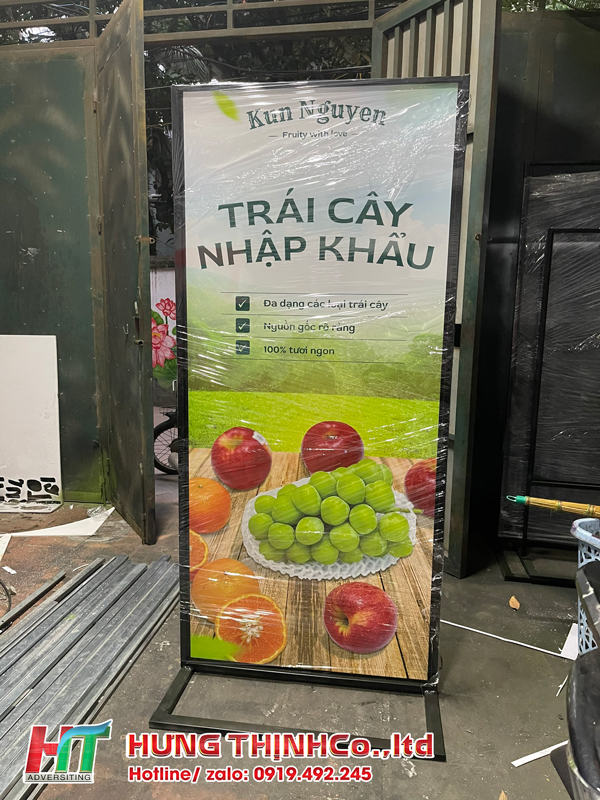 Kun Nguyen
Fruity with love
TRÁI CÂY
NHẬP KHẨU
Đa dạng các loại trái cây
Nguồn gốc rõ ràng
100% tươi ngon
HT
ADVERSITING
HƯNG THỊNHCo.,ltd
Hotline/ zalo: 0919.492.245